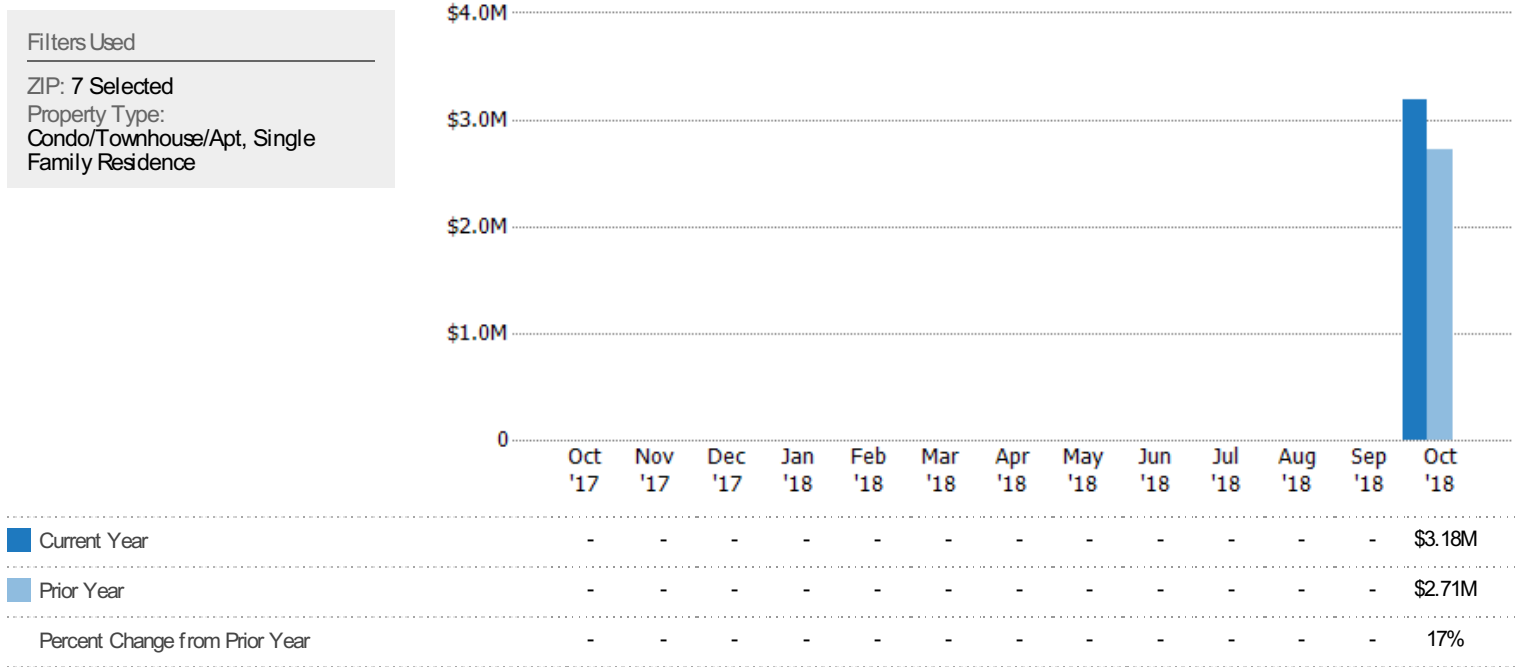 Filters Used
ZIP: 7 Selected
Property Type:
Condo/Townhouse/Apt, Single
Family Residence
$4.0M
$3.0M
$2.0M
$1.0M
0
Oct Nov Dec Jan Feb Mar Apr May Jun Jul Aug Sep Oct
'17 '17 '17 '18 '18 '18 '18 '18 '18 '18 '18 '18 '18
Current Year - - - - - - - - - - - - $3.18M
Prior Year - - - - - - - - - - - - $2.71M
Percent Change from Prior Year - - - - - - - - - - - - 17%